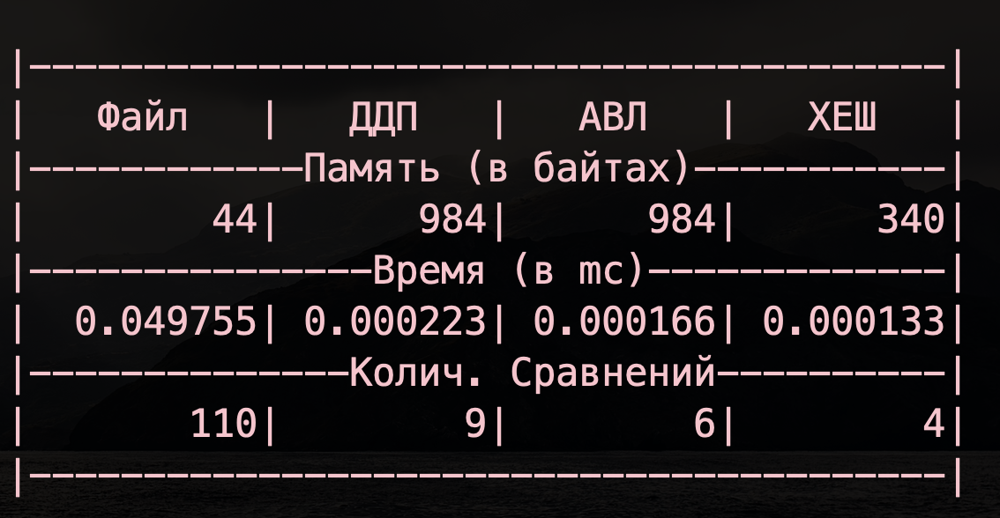 |----------------------------------------|
| Файл | ДДП | АВЛ | ХЕШ |
|------------Память (в байтах)-----------|
| 44| 984| 984| 340|
|---------------Время (в mc)-------------|
| 0.049755| 0.000223| 0.000166| 0.000133|
|--------------Колич. Сравнений----------|
| 110| 9| 6| 4|
|----------------------------------------|